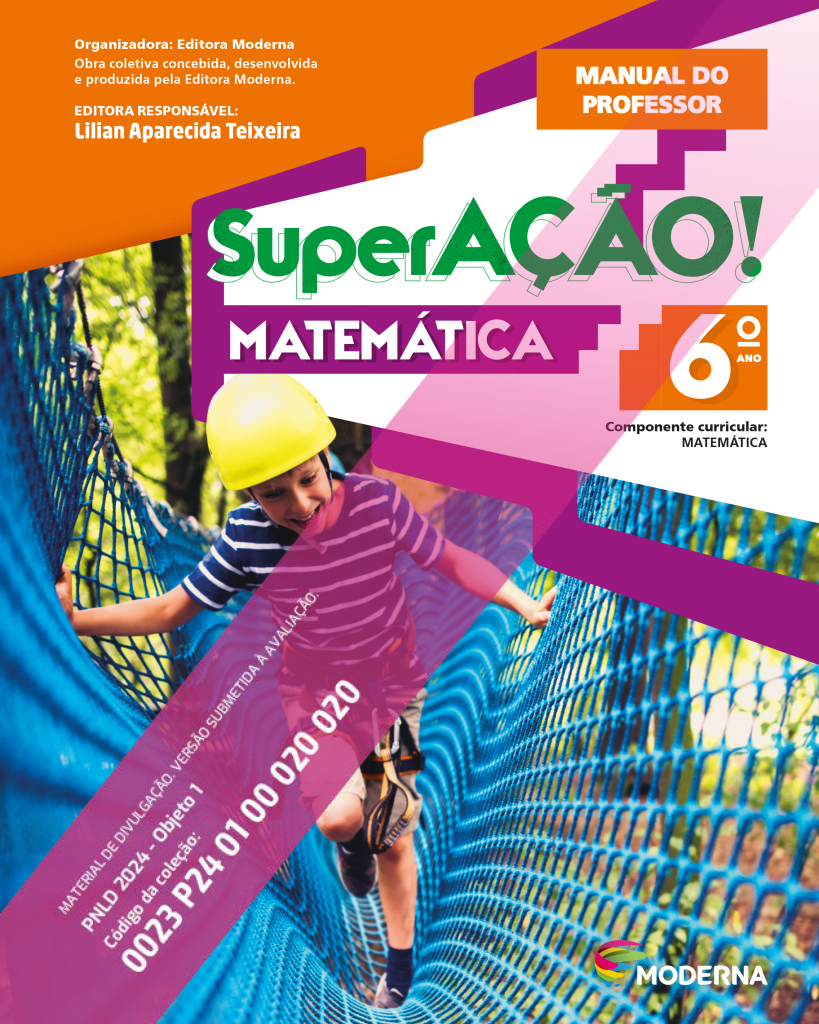 Organizadora: Editora Moderna
Obra coletiva concebida, desenvolvida
e produzida pela Editora Moderna.
EDITORA RESPONSÁVEL:
Lilian Aparecida Teixeira
MANUAL DO
PROFESSOR
SuperAÇÃO!
MATEMÁTICA
6º
ANO
Componente curricular:
MATEMÁTICA
MATERIAL DE DIVULGAÇÃO. VERSÃO SUBMETIDA À AVALIAÇÃO.
PNLD 2024 - Objeto 1
Código da coleção:
0023 P24 01 00 020 020
MODERNA